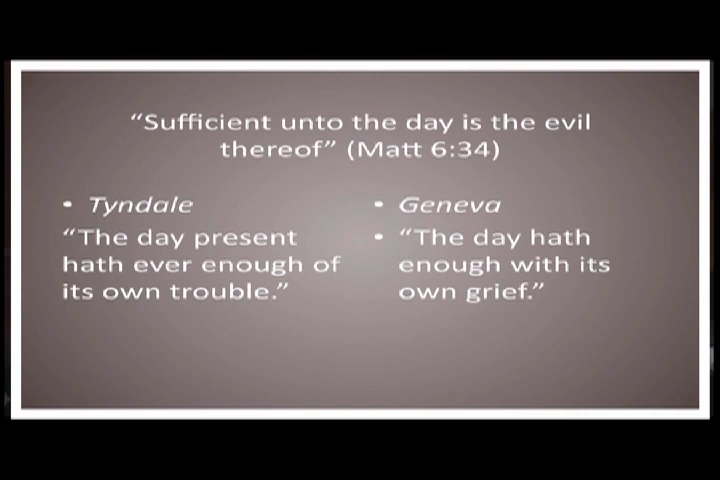 “Sufficient unto the day is the evil
thereof” (Matt 6:34)
• Tyndale
“The day present
hath ever enough of
its own trouble.”
• Geneva
• “The day hath
enough with its
own grief.”